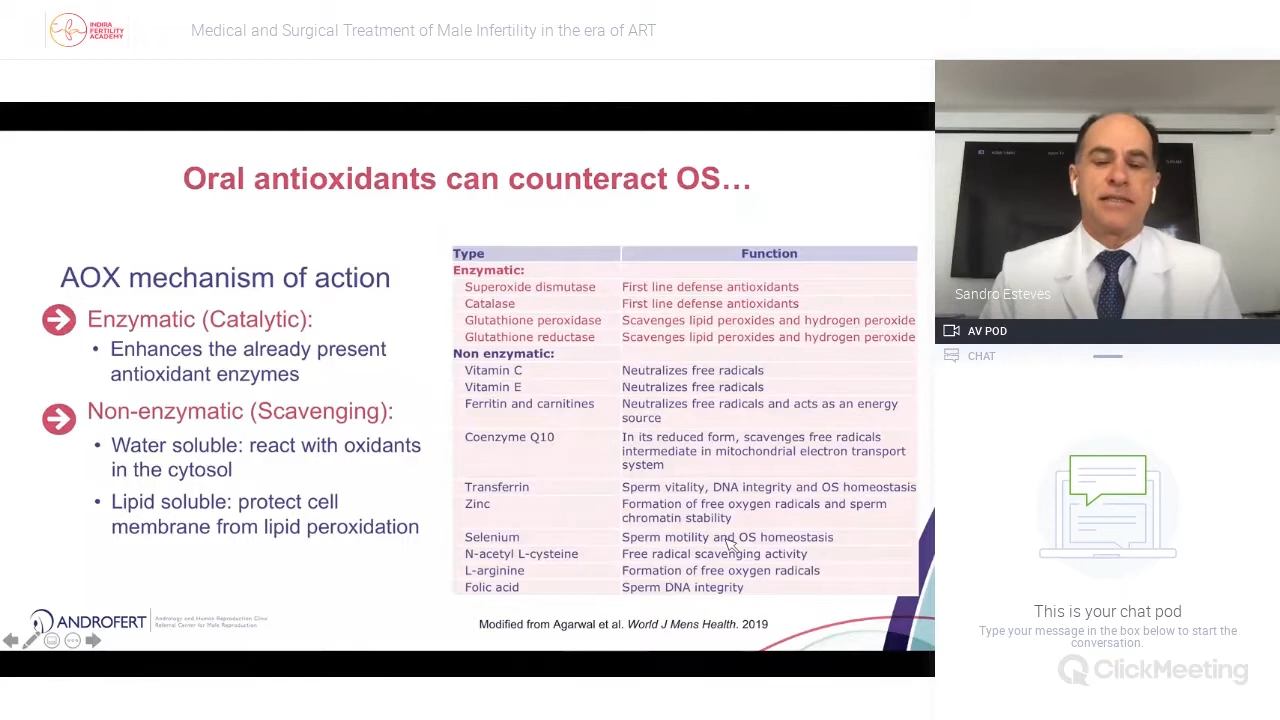 INDIRA
FERTILITY
ACADEMY
Medical and Surgical Treatment of Male Infertility in the era of ART
Oral antioxidants can counteract OS…
AOX mechanism of action
Enzymatic (Catalytic):
• Enhances the already present
antioxidant enzymes
Non-enzymatic (Scavenging):
• Water soluble: react with oxidants
in the cytosol
• Lipid soluble: protect cell
membrane from lipid peroxidation
Type Function
Enzymatic:
Superoxide dismutase First line defense antioxidants
Catalase First line defense antioxidants
Glutathione peroxidase Scavenges lipid peroxides and hydrogen peroxide
Glutathione reductase Scavenges lipid peroxides and hydrogen peroxide
Non enzymatic:
Vitamin C Neutralizes free radicals
Vitamin E Neutralizes free radicals
Ferritin and carnitines Neutralizes free radicals and acts as an energy
source
Coenzyme Q10 In its reduced form, scavenges free radicals
intermediate in mitochondrial electron transport
system
Transferrin Sperm vitality, DNA integrity and OS homeostasis
Zinc Formation of free oxygen radicals and sperm
chromatin stability
Selenium Sperm motility and OS homeostasis
N-acetyl L-cysteine Free radical scavenging activity
L-arginine Formation of free oxygen radicals
Folic acid Sperm DNA integrity
ANDROFERT
Andrology and Human Reproduction Clinic
Referral Center for Male Reproduction
Modified from Agarwal et al. World J Mens Health. 2019
Sandro Esteves
AV POD
CHAT
This is your chat pod
Type your message in the box below to start the
conversation.
ClickMeeting